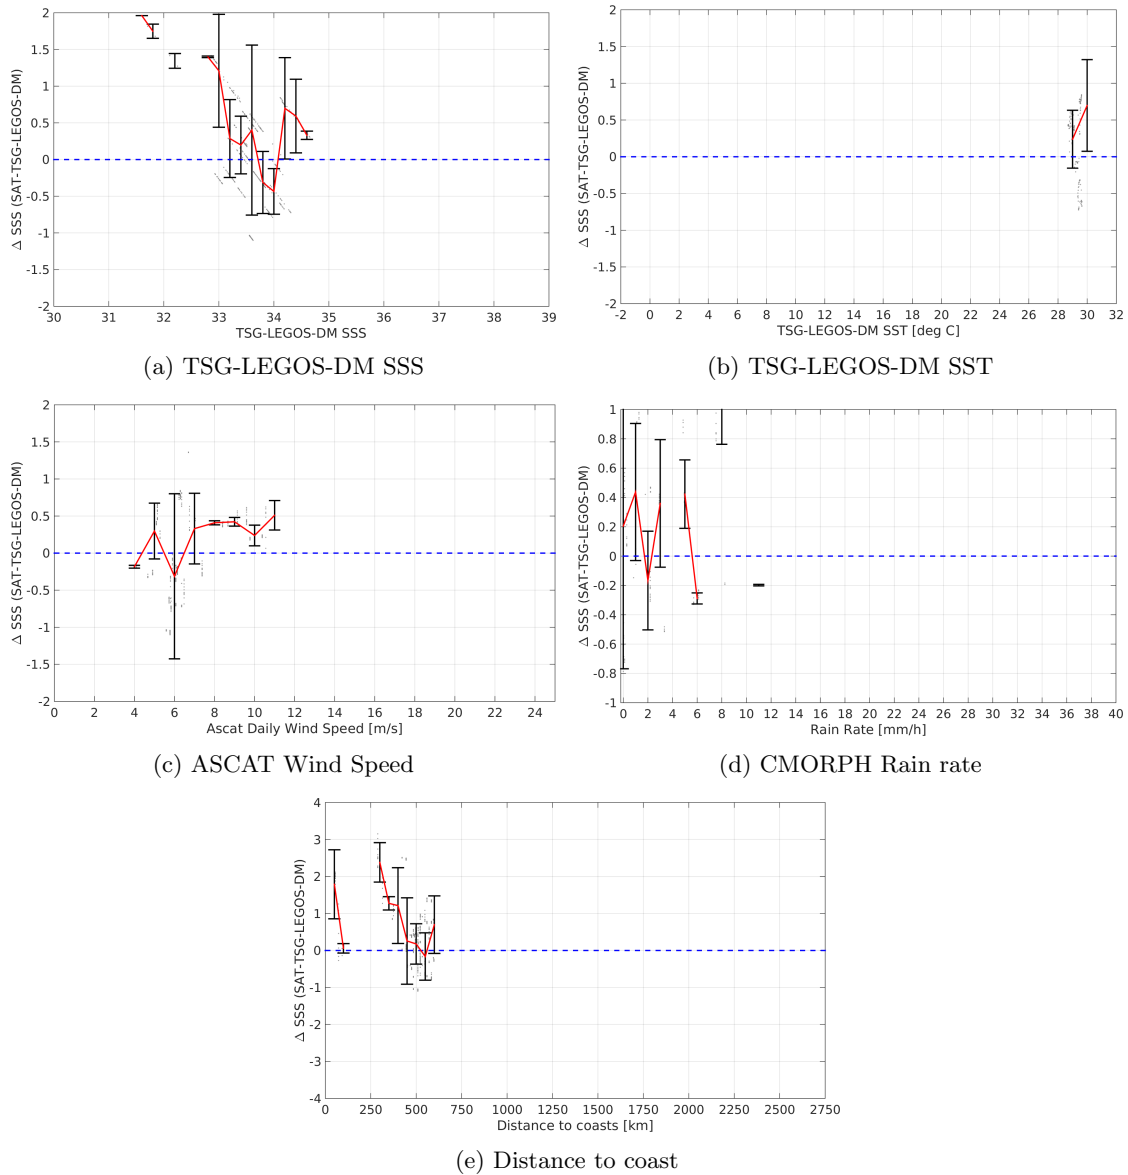 2
1.5
1
0.5
0
-0.5
-1
-1.5
-2
Δ SSS (SAT-TSG-LEGOS-DM)
30 31 32 33 34 35 36 37 38 39
TSG-LEGOS-DM SSS
(a) TSG-LEGOS-DM SSS
2
1.5
1
0.5
0
-0.5
-1
-1.5
-2
Δ SSS (SAT-TSG-LEGOS-DM)
-2 0 2 4 6 8 10 12 14 16 18 20 22 24 26 28 30 32
TSG-LEGOS-DM SST [deg C]
(b) TSG-LEGOS-DM SST
2
1.5
1
0.5
0
-0.5
-1
-1.5
-2
Δ SSS (SAT-TSG-LEGOS-DM)
0 2 4 6 8 10 12 14 16 18 20 22 24
Ascat Daily Wind Speed [m/s]
(c) ASCAT Wind Speed
1
0.8
0.6
0.4
0.2
0
-0.2
-0.4
-0.6
-0.8
-1
Δ SSS (SAT-TSG-LEGOS-DM)
0 2 4 6 8 10 12 14 16 18 20 22 24 26 28 30 32 34 36 38 40
Rain Rate [mm/h]
(d) CMORPH Rain rate
4
3
2
1
0
-1
-2
-3
-4
Δ SSS (SAT-TSG-LEGOS-DM)
0 250 500 750 1000 1250 1500 1750 2000 2250 2500 2750
Distance to coasts [km]
(e) Distance to coast